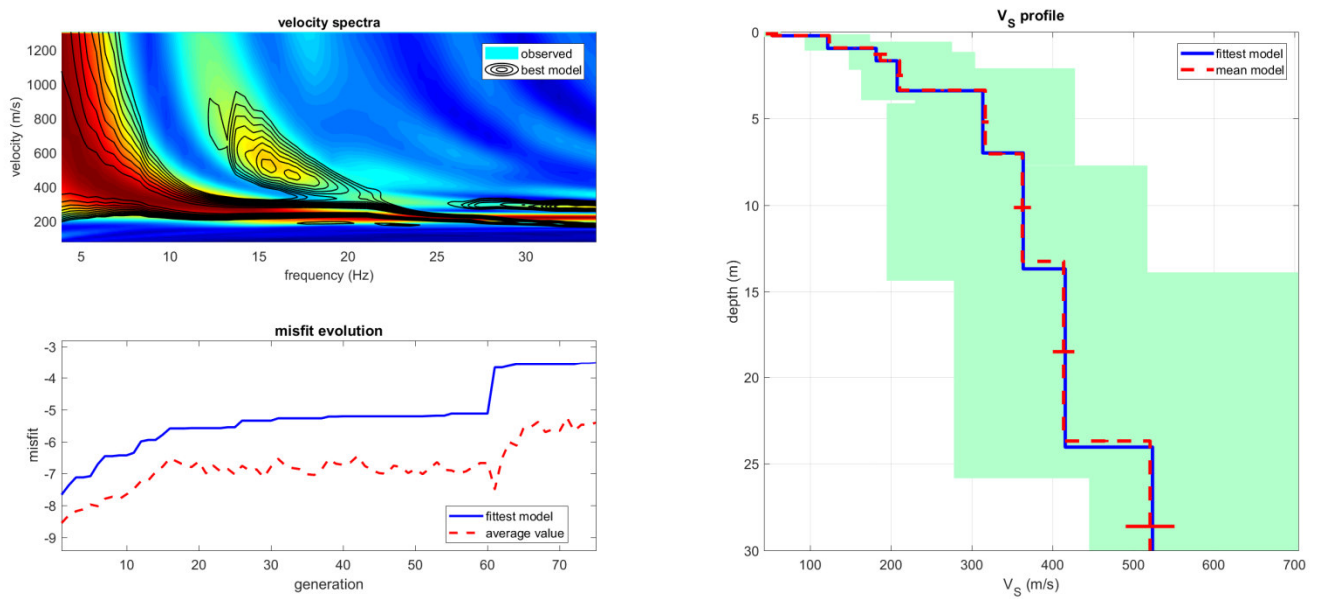 velocity spectra
1200
1000
800
600
400
200
velocity (m/s)
observed
best model
5
10
15
20
25
30
frequency (Hz)
misfit evolution
-3
-4
-5
-6
-7
-8
-9
misfit
fittest model
average value
10
20
30
40
50
60
70
generation
VS profile
0
5
10
15
20
25
30
depth (m)
fittest model
mean model
100
200
300
400
500
600
700
VS (m/s)